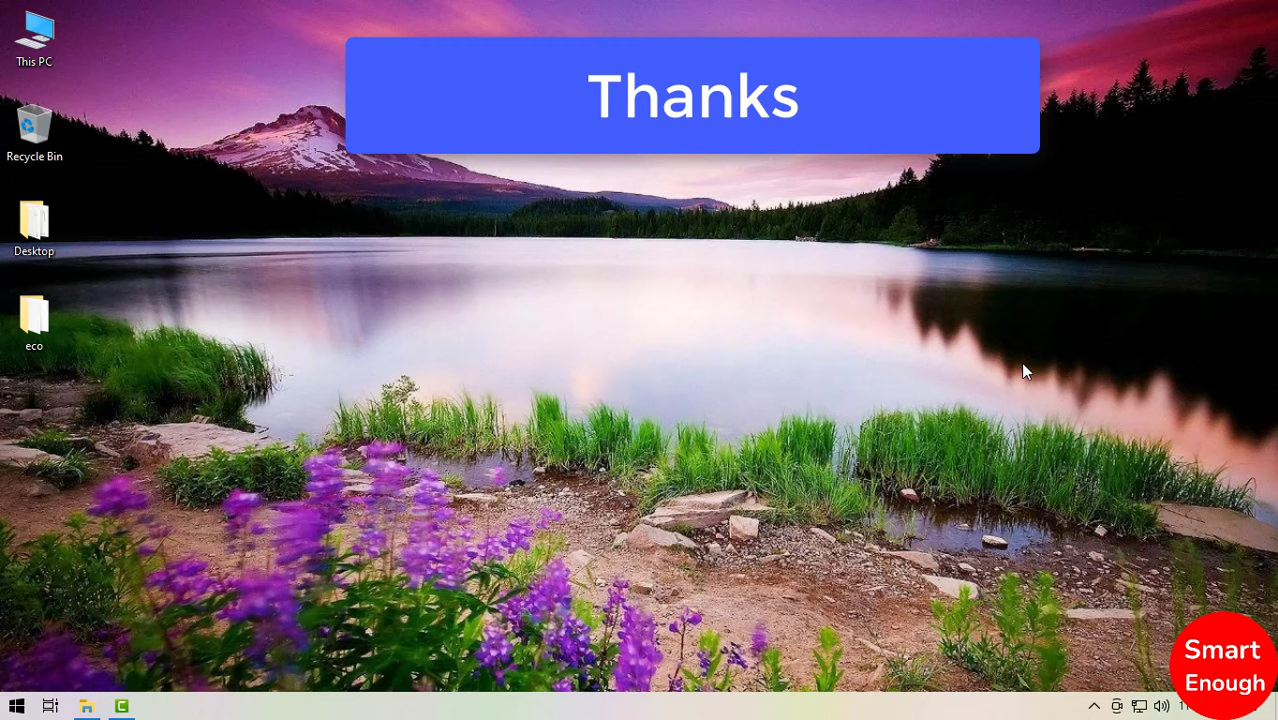 Thanks
This PC
Recycle Bin
Desktop
eco
Smart
Enough